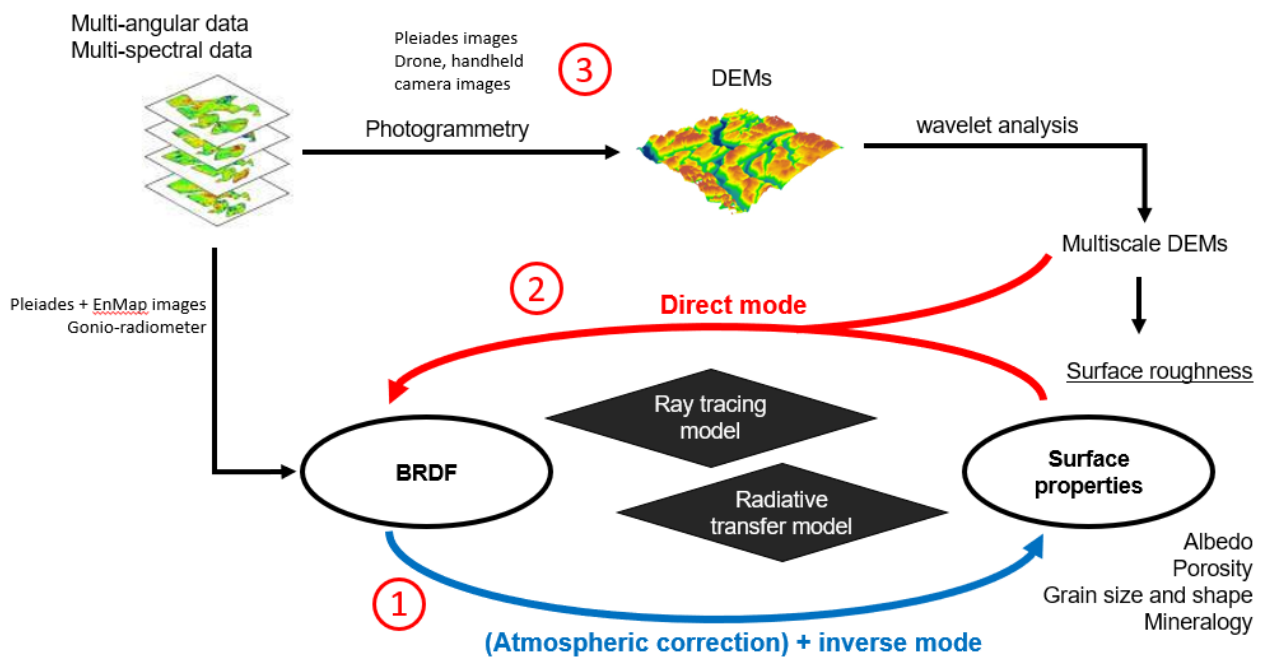 Multi-angular data
Multi-spectral data
Pleiades images
Drone, handheld
camera images
3
Photogrammetry
DEMs
wavelet analysis
Multiscale DEMs
Pleiades + EnMap images
Gonio-radiometer
2
Direct mode
Surface roughness
Ray tracing
model
BRDF
Surface
properties
Radiative
transfer model
Albedo
Porosity
Grain size and shape
Mineralogy
1
(Atmospheric correction) + inverse mode